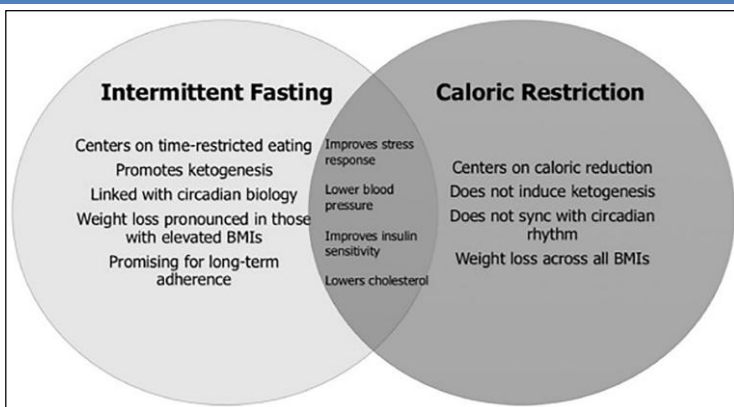 Intermittent Fasting
Centers on time-restricted eating
Promotes ketogenesis
Linked with circadian biology
Weight loss pronounced in those
with elevated BMIs
Promising for long-term
adherence
Improves stress
response
Lower blood
pressure
Improves insulin
sensitivity
Lowers cholesterol
Caloric Restriction
Centers on caloric reduction
Does not induce ketogenesis
Does not sync with circadian
rhythm
Weight loss across all BMIs